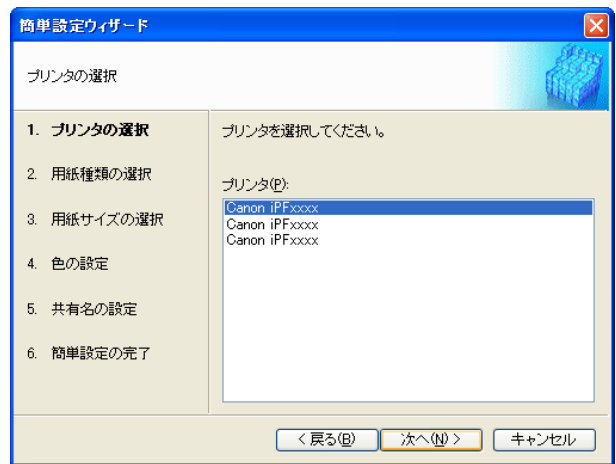 簡単設定ウィザード
プリンタの選択
1. プリンタの選択
2. 用紙種類の選択
3. 用紙サイズの選択
4. 色の設定
5. 共有名の設定
6. 簡単設定の完了
プリンタを選択してください。
プリンタ(P):
Canon iPFxxxx
Canon iPFxxxx
Canon iPFxxxx
< 戻る(B) 次へ(N) > キャンセル